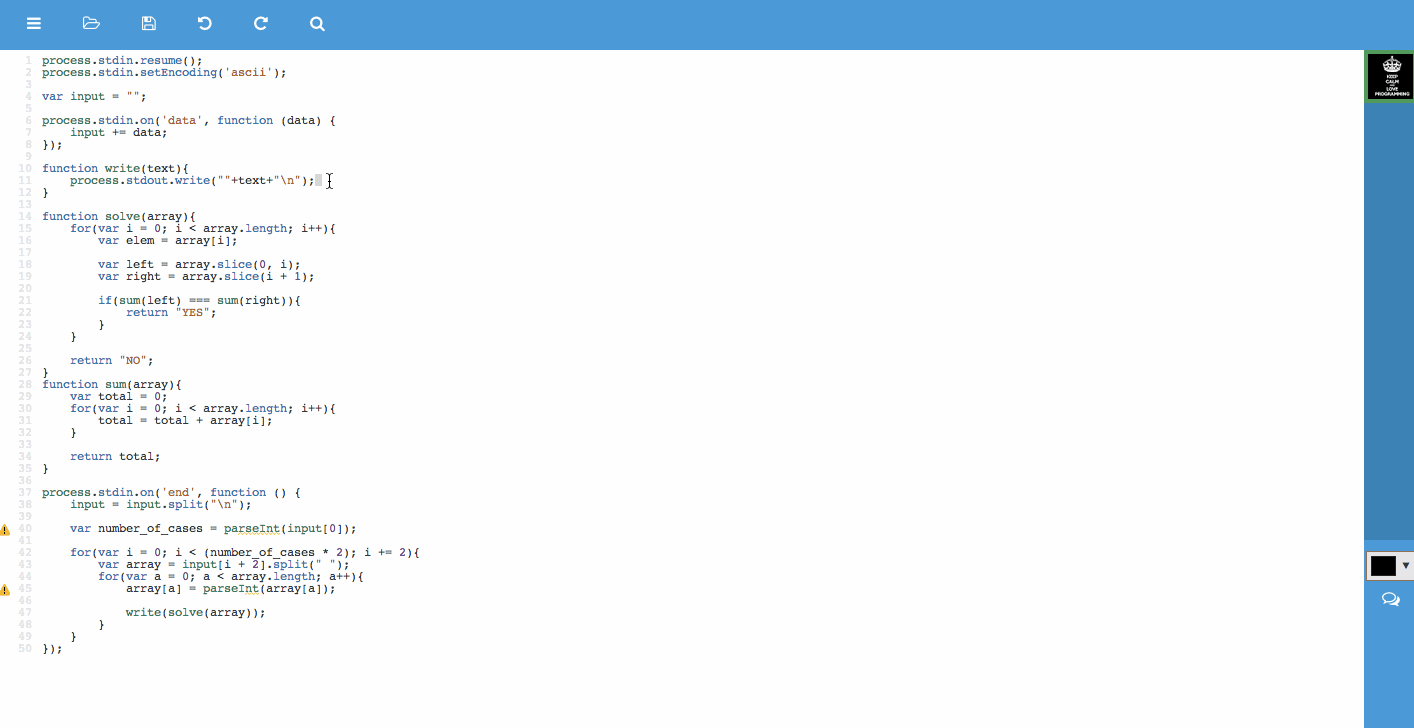 1 process.stdin.resume();
2 process.stdin.setEncoding('ascii');
3
4 var input = "";
5
6 process.stdin.on('data', function (data) {
7     input += data;
8 });
9
10 function write(text){
11     process.stdout.write(""+text+"\n");
12 }
13
14 function solve(array){
15     for(var i = 0; i < array.length; i++){
16         var elem = array[i];
17
18         var left = array.slice(0, i);
19         var right = array.slice(i + 1);
20
21         if(sum(left) === sum(right)){
22             return "YES";
23         }
24     }
25
26     return "NO";
27 }
28 function sum(array){
29     var total = 0;
30     for(var i = 0; i < array.length; i++){
31         total = total + array[i];
32     }
33
34     return total;
35 }
36
37 process.stdin.on('end', function () {
38     input = input.split("\n");
39
40     var number_of_cases = parseInt(input[0]);
41
42     for(var i = 0; i < (number_of_cases * 2); i += 2){
43         var array = input[i + 2].split(" ");
44         for(var a = 0; a < array.length; a++){
45             array[a] = parseInt(array[a]);
46
47             write(solve(array));
48         }
49     }
50 });
KEEP
CALM
AND
LOVE
PROGRAMMING